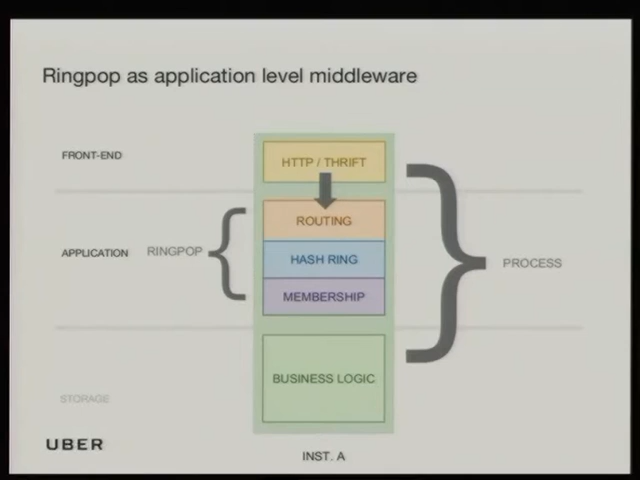 Ringpop as application level middleware
FRONT-END
HTTP / THRIFT
ROUTING
APPLICATION
RINGPOP
HASH RING
PROCESS
MEMBERSHIP
BUSINESS LOGIC
STORAGE
UBER
INST. A